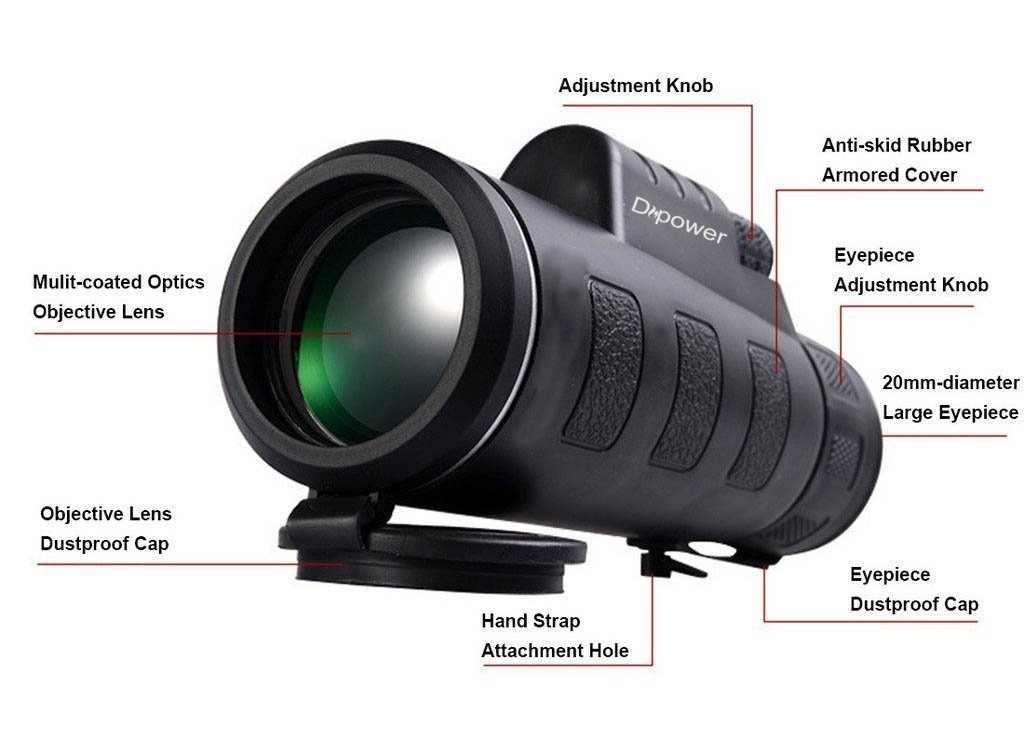 Adjustment Knob
Anti-skid Rubber
Armored Cover
Dapower
Eyepiece
Adjustment Knob
Mulit-coated Optics
Objective Lens
20mm-diameter
Large Eyepiece
Objective Lens
Dustproof Cap
Eyepiece
Dustproof Cap
Hand Strap
Attachment Hole